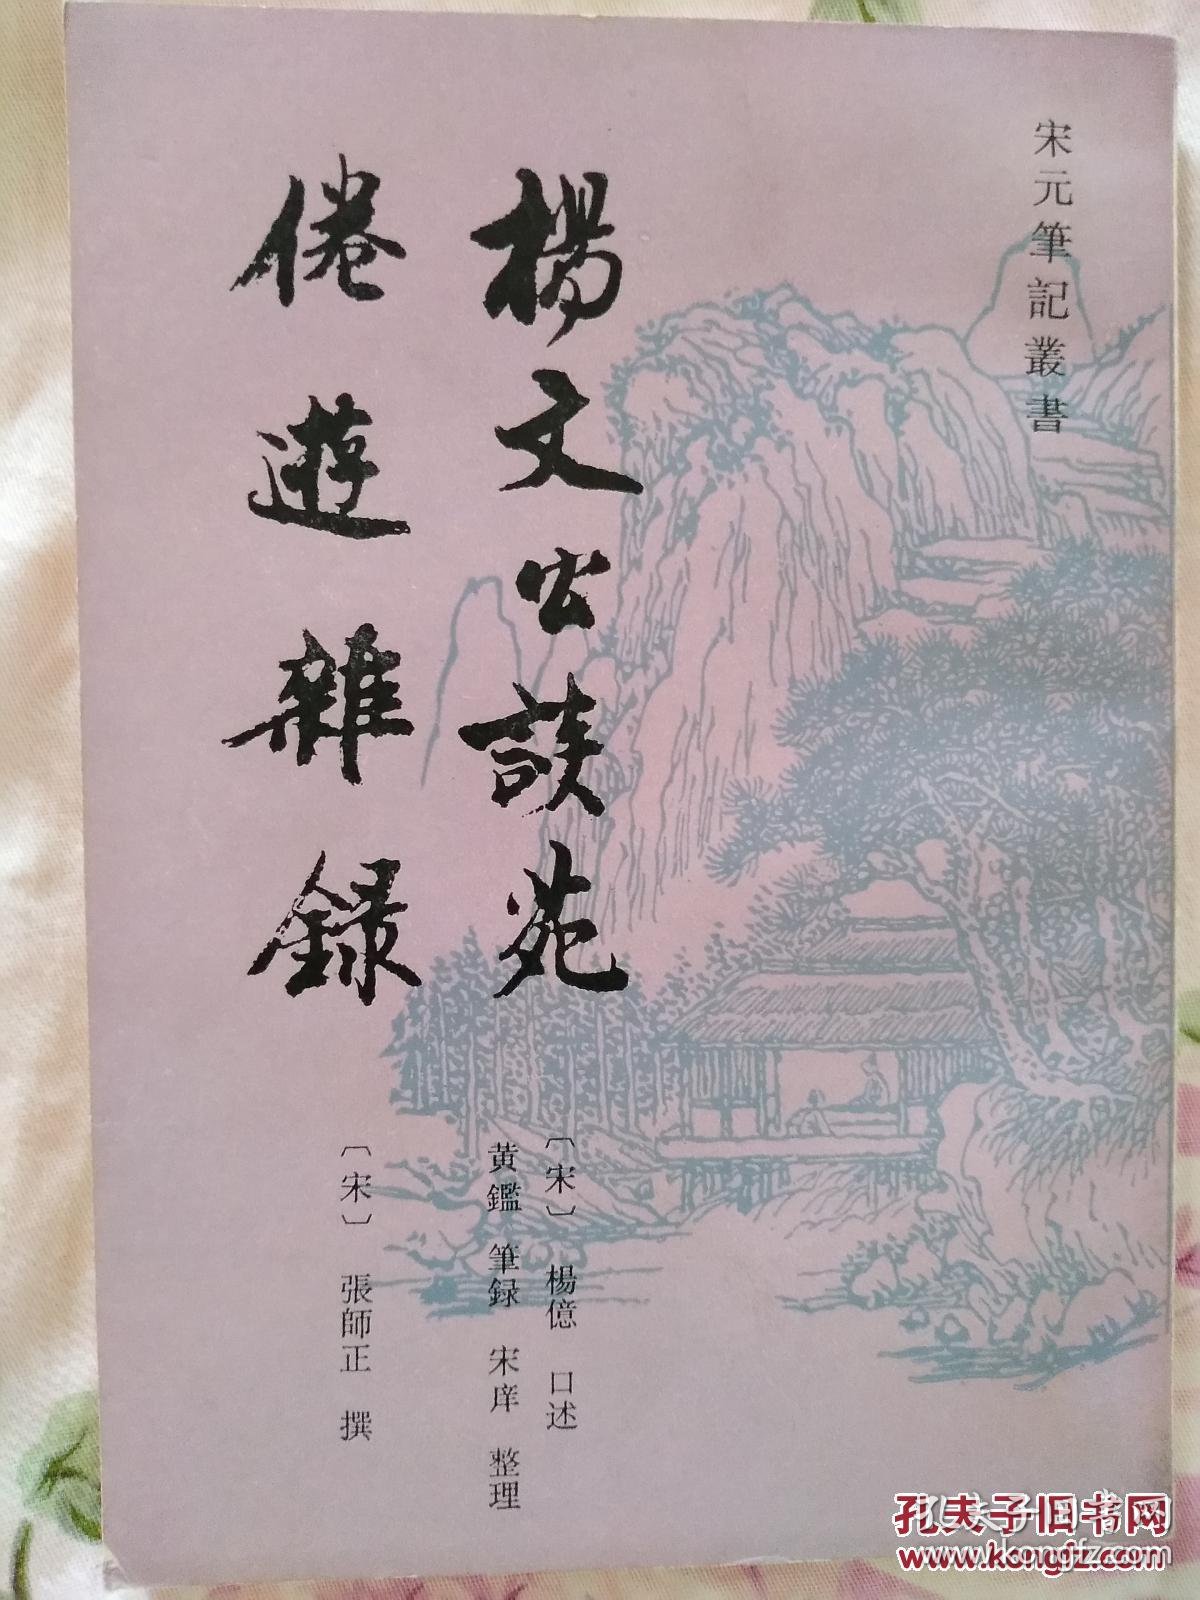 宋元筆記叢書
楊文公談苑
倦遊雜錄
〔宋〕 楊億 口述
黃鑑 筆録 宋庠 整理
〔宋〕 張師正 撰
孔夫子旧书网
www.kongfz.com